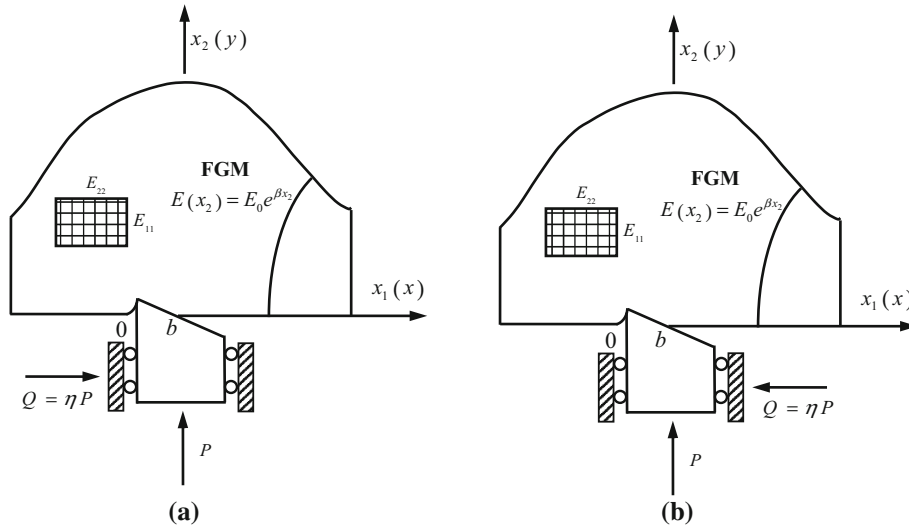 x₂(y)
FGM
E(x₂) = E₀e^{βx₂}
E₂₂
E₁₁
x₁(x)
0
b
Q = ηP
P
(a)
x₂(y)
FGM
E(x₂) = E₀e^{βx₂}
E₂₂
E₁₁
x₁(x)
0
b
Q = ηP
P
(b)